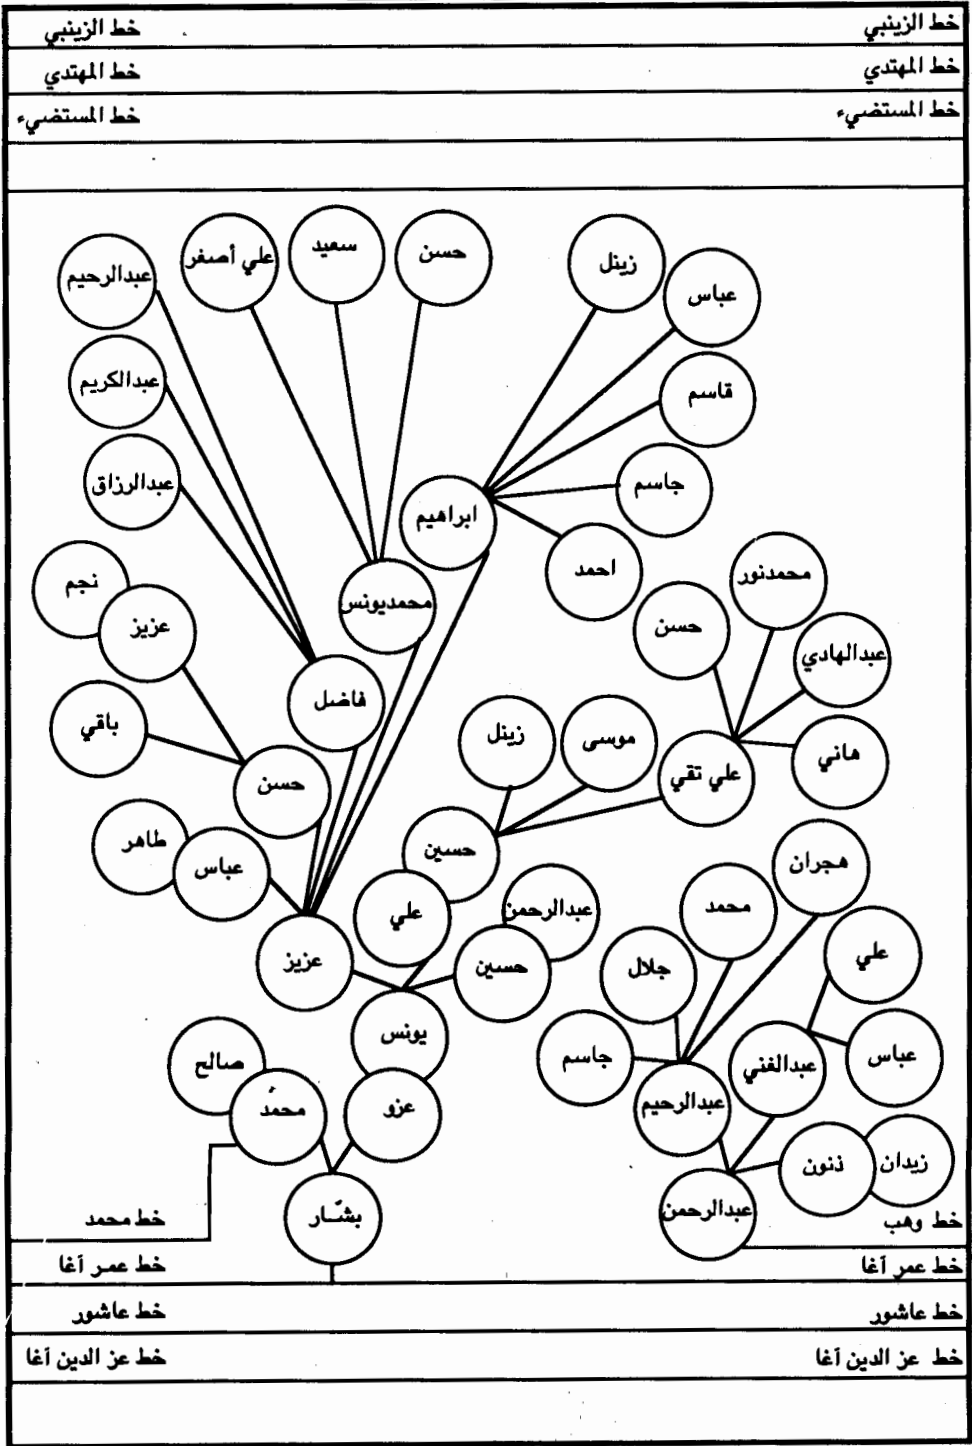 خط الزينبي
خط الزينبي
خط المهتدي
خط المهتدي
خط المستضيء
خط المستضيء
زينل
حسن
سعيد
علي أصغر
عبدالرحيم
عباس
قاسم
عبدالكريم
جاسم
عبدالرزاق
ابراهيم
احمد
محمدنور
نجم
محمديونس
حسن
عزيز
عبدالهادي
فاضل
باقي
زينل
موسى
علي تقي
هاني
حسن
طاهر
عباس
حسين
هجران
علي
عبدالرحمن
محمد
عزيز
حسين
جلال
علي
يونس
صالح
جاسم
عبدالغني
عباس
محمّد
عزو
عبدالرحيم
ذنون
زيدان
بشّار
عبدالرحمن
خط وهب
خط محمد
خط عمر آغا
خط عمر آغا
خط عاشور
خط عاشور
خط عز الدين آغا
خط عز الدين آغا